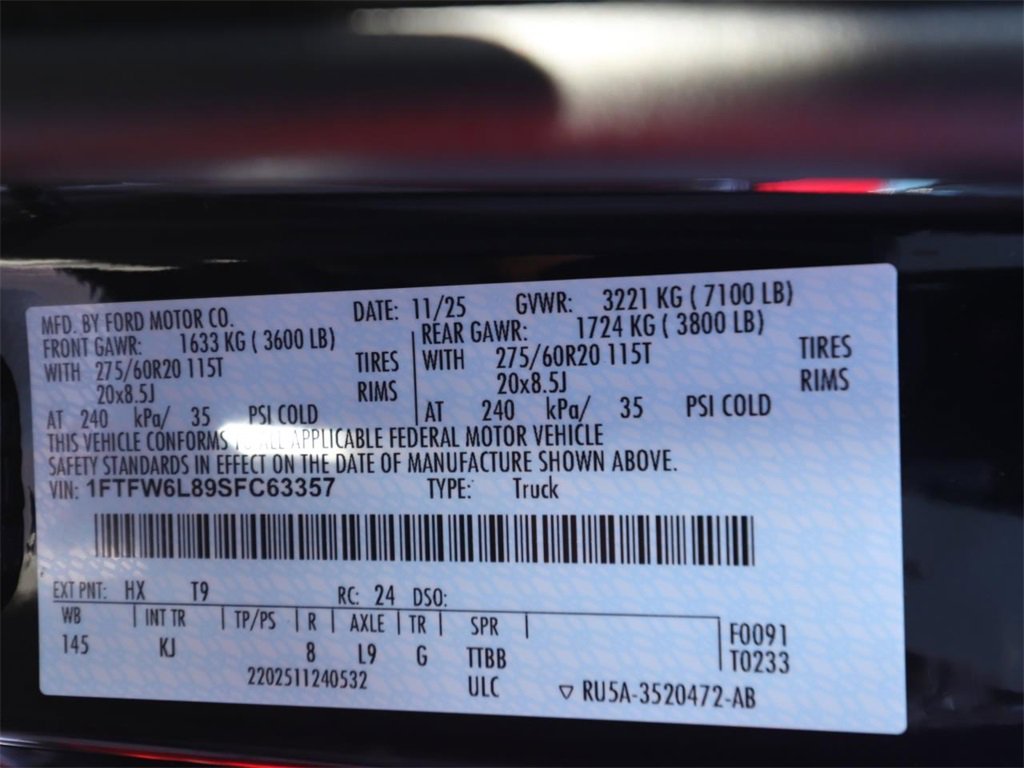 MFD. BY FORD MOTOR CO. DATE: 11/25 GVWR: 3221 KG ( 7100 LB)
FRONT GAWR: 1633 KG ( 3600 LB) REAR GAWR: 1724 KG ( 3800 LB)
WITH 275/60R20 115T TIRES WITH 275/60R20 115T TIRES
20x8.5J RIMS 20x8.5J RIMS
AT 240 kPa/ 35 PSI COLD AT 240 kPa/ 35 PSI COLD
THIS VEHICLE CONFORMS TO ALL APPLICABLE FEDERAL MOTOR VEHICLE
SAFETY STANDARDS IN EFFECT ON THE DATE OF MANUFACTURE SHOWN ABOVE.
VIN: 1FTFW6L89SFC63357 TYPE: Truck
EXT PNT: HX T9 RC: 24 DSO:
WB INT TR TP/PS R AXLE TR SPR F0091
145 KJ 8 L9 G TTBB T0233
2202511240532 ULC RU5A-3520472-AB